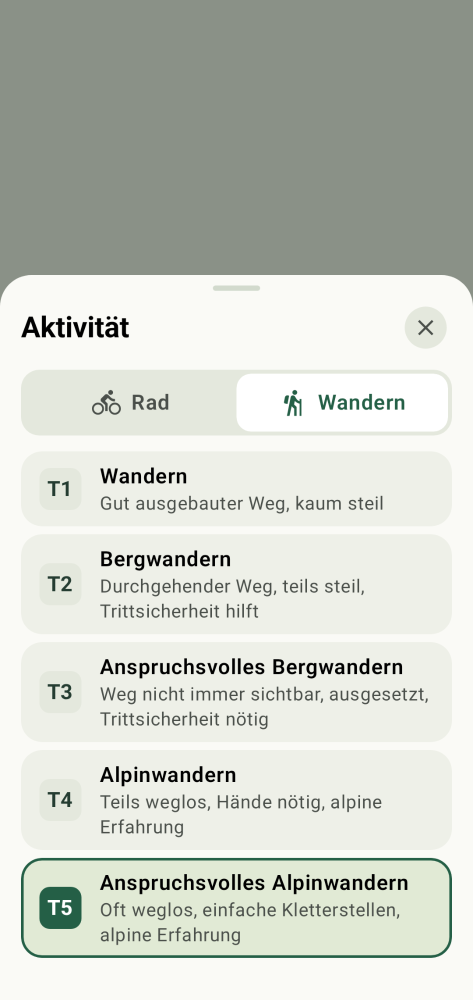 Aktivität
Rad
Wandern
T1
Wandern
Gut ausgebauter Weg, kaum steil
T2
Bergwandern
Durchgehender Weg, teils steil,
Trittsicherheit hilft
T3
Anspruchsvolles Bergwandern
Weg nicht immer sichtbar, ausgesetzt,
Trittsicherheit nötig
T4
Alpinwandern
Teils weglos, Hände nötig, alpine
Erfahrung
T5
Anspruchsvolles Alpinwandern
Oft weglos, einfache Kletterstellen,
alpine Erfahrung